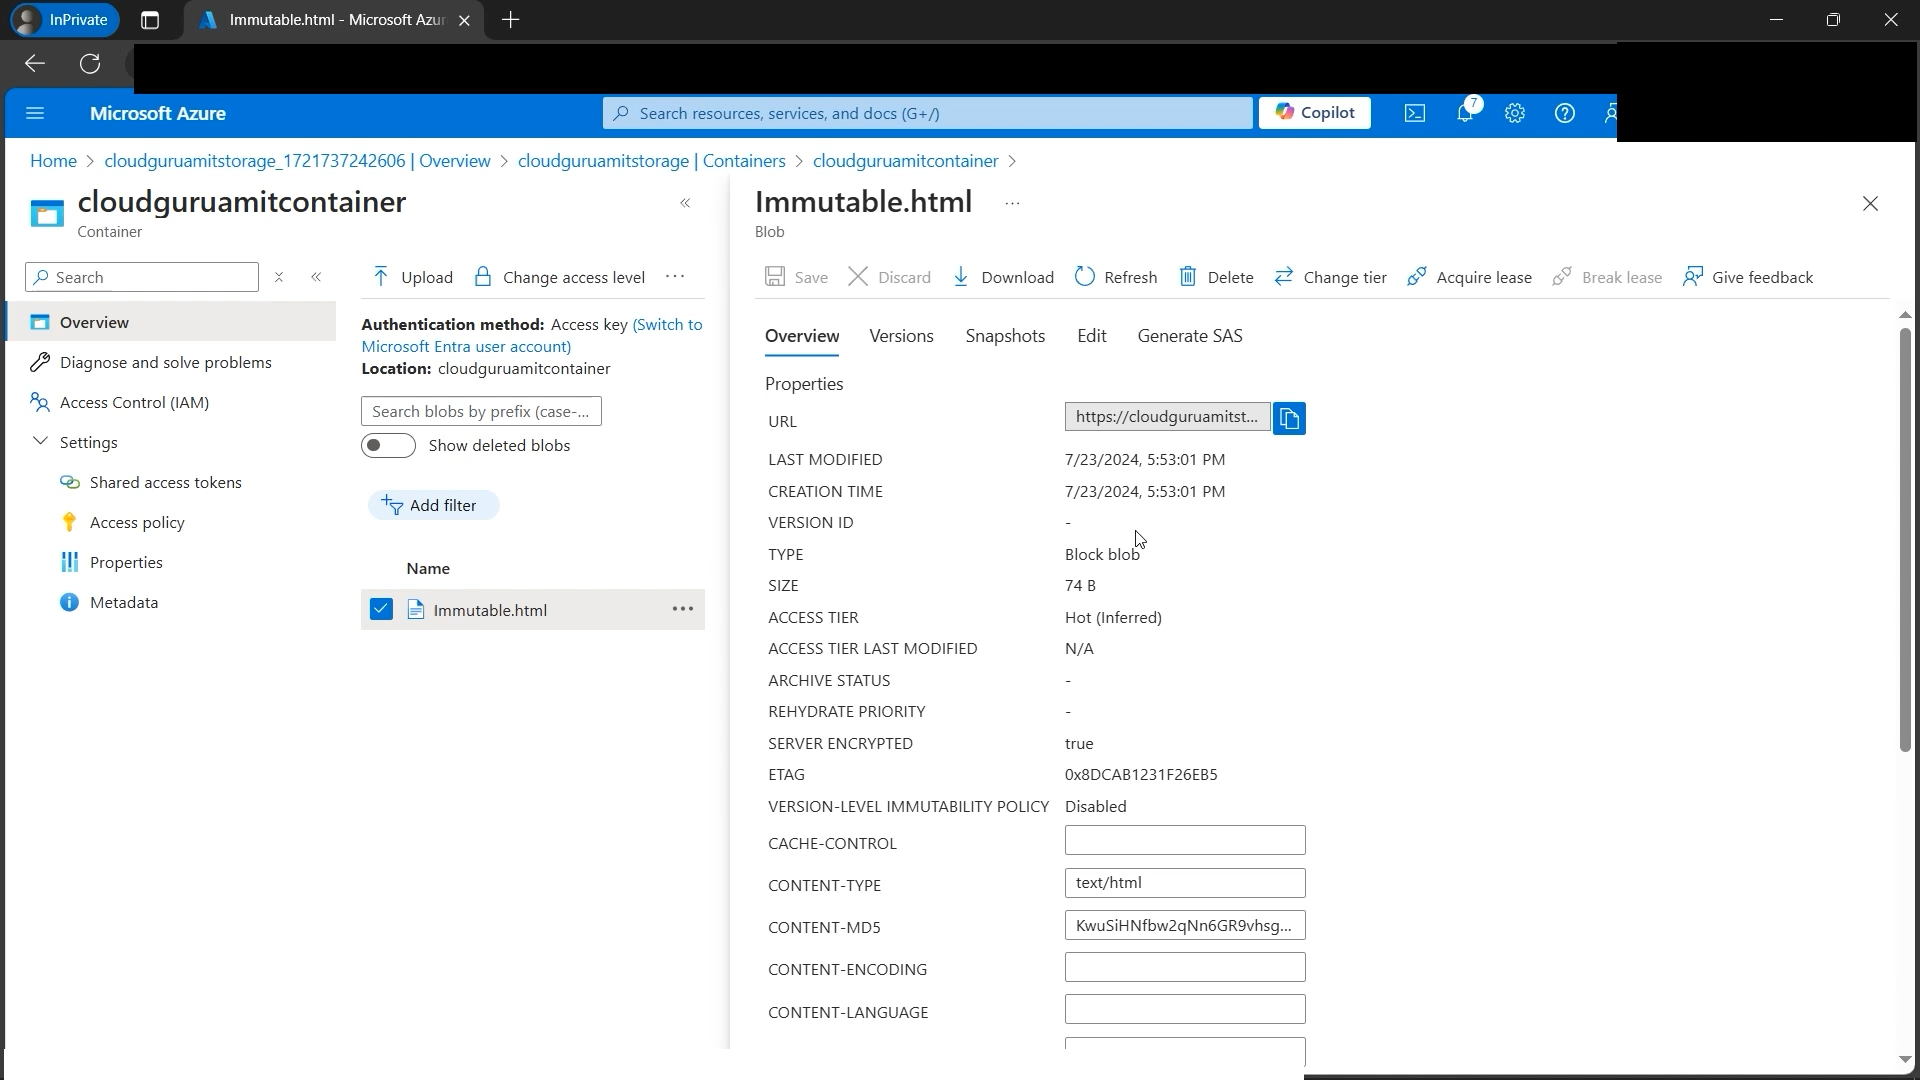 InPrivate
Immutable.html - Microsoft Azur
Microsoft Azure
Search resources, services, and docs (G+/)
Copilot
7
Home > cloudguruamitstorage_1721737242606 | Overview > cloudguruamitstorage | Containers > cloudguruamitcontainer >
cloudguruamitcontainer
Container
Search
Overview
Diagnose and solve problems
Access Control (IAM)
Settings
Shared access tokens
Access policy
Properties
Metadata
Upload
Change access level
Authentication method: Access key (Switch to
Microsoft Entra user account)
Location: cloudguruamitcontainer
Search blobs by prefix (case-...
Show deleted blobs
Add filter
Name
Immutable.html
Immutable.html
Blob
Save Discard Download Refresh Delete Change tier Acquire lease Break lease Give feedback
Overview Versions Snapshots Edit Generate SAS
Properties
URL https://cloudguruamitst...
LAST MODIFIED 7/23/2024, 5:53:01 PM
CREATION TIME 7/23/2024, 5:53:01 PM
VERSION ID -
TYPE Block blob
SIZE 74 B
ACCESS TIER Hot (Inferred)
ACCESS TIER LAST MODIFIED N/A
ARCHIVE STATUS -
REHYDRATE PRIORITY -
SERVER ENCRYPTED true
ETAG 0x8DCAB1231F26EB5
VERSION-LEVEL IMMUTABILITY POLICY Disabled
CACHE-CONTROL
CONTENT-TYPE text/html
CONTENT-MD5 KwuSiHNfbw2qNn6GR9vhsg...
CONTENT-ENCODING
CONTENT-LANGUAGE